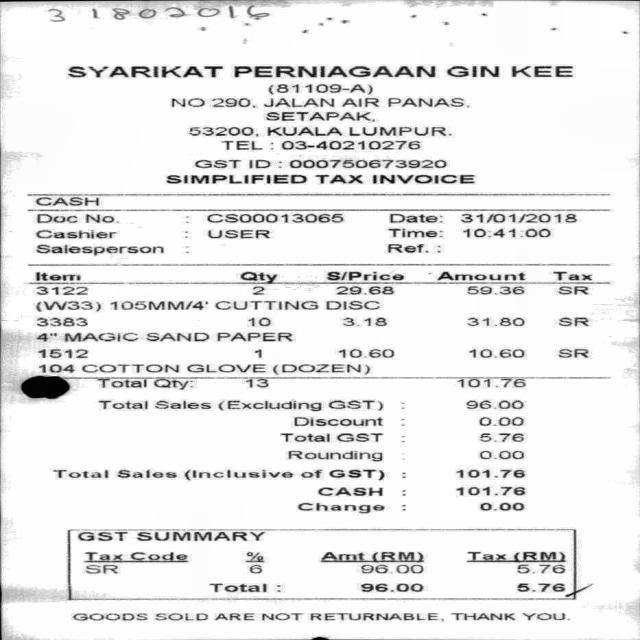 31802016
SYARIKAT PERNIAGAAN GIN KEE
(81109-A)
NO 290, JALAN AIR PANAS,
SETAPAK,
53200, KUALA LUMPUR.
TEL : 03-40210276
GST ID : 000750673920
SIMPLIFIED TAX INVOICE
CASH
Doc No. : CS00013065 Date: 31/01/2018
Cashier : USER Time: 10:41:00
Salesperson : Ref. :
Item Qty S/Price Amount Tax
3122 2 29.68 59.36 SR
(W33) 105MM/4' CUTTING DISC
3383 10 3.18 31.80 SR
4" MAGIC SAND PAPER
1512 1 10.60 10.60 SR
104 COTTON GLOVE (DOZEN)
Total Qty: 13 101.76
Total Sales (Excluding GST) : 96.00
Discount : 0.00
Total GST : 5.76
Rounding : 0.00
Total Sales (Inclusive of GST) : 101.76
CASH : 101.76
Change : 0.00
GST SUMMARY
Tax Code % Amt (RM) Tax (RM)
SR 6 96.00 5.76
Total : 96.00 5.76
GOODS SOLD ARE NOT RETURNABLE, THANK YOU.